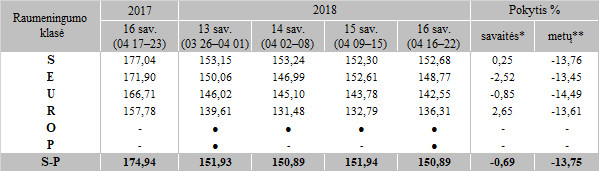 Raumeningumo klasė 2017 2018 Pokytis %
16 sav. (04 17–23) 13 sav. (03 26–04 01) 14 sav. (04 02–08) 15 sav. (04 09–15) 16 sav. (04 16–22) savaitės* metų**
S 177,04 153,15 153,24 152,30 152,68 0,25 -13,76
E 171,90 150,06 146,99 152,61 148,77 -2,52 -13,45
U 166,71 146,02 145,10 143,78 142,55 -0,85 -14,49
R 157,78 139,61 131,48 132,79 136,31 2,65 -13,61
O - ● ● ● ● - -
P - ● - - ● - -
S-P 174,94 151,93 150,89 151,94 150,89 -0,69 -13,75